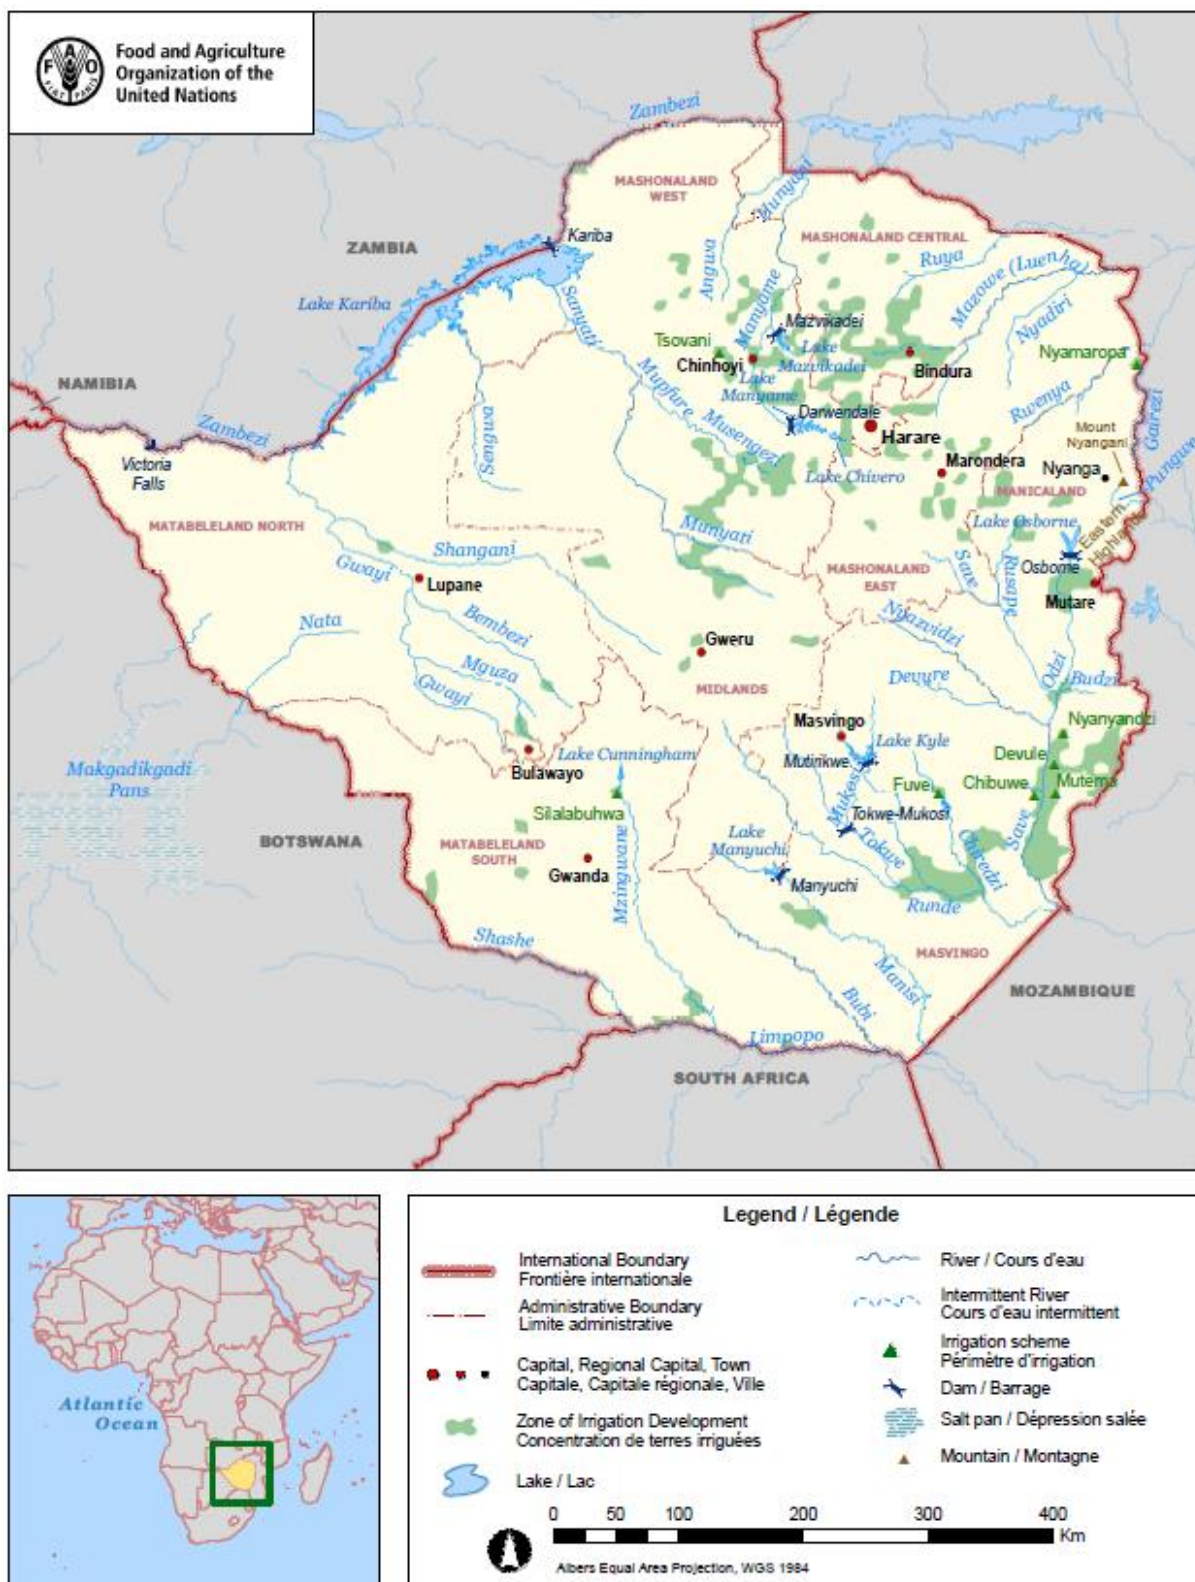 Food and Agriculture
Organization of the
United Nations
FAO
FIAT PANIS
Zambezi
MASHONALAND
WEST
Hunyani
Kariba
ZAMBIA
MASHONALAND CENTRAL
Ruya
Angwa
Mazowe (Luenha)
Lake Kariba
Sanyati
Manyame
Mazvikadei
Nyadiri
Tsovani
Lake
Mazvikadei
Nyamaropa
Chinhoyi
Bindura
NAMIBIA
Lake
Manyame
Mupfure
Rwenya
Gairezi
Zambezi
Musengezi
Darwendale
Mount
Nyangani
Harare
Victoria
Falls
Sengwa
Lake Chivero
Marondera
Nyanga
Pungwe
MANICALAND
MATABELELAND NORTH
Munyati
Lake Osborne
Eastern
Highlands
Shangani
Gwayi
Save
Rusape
Osborne
MASHONALAND
EAST
Lupane
Mutare
Nata
Bembezi
Nyazvidzi
Gweru
Mguza
Gwayi
MIDLANDS
Devure
Odzi
Budzi
Masvingo
Nyanyandzi
Lake Cunningham
Lake Kyle
Bulawayo
Mutirikwe
Devule
Makgadikgadi
Pans
Fuve
Chibuwe
Mutema
Silalabuhwa
Mukosi
Tokwe-Mukosi
BOTSWANA
MATABELELAND
SOUTH
Lake
Manyuchi
Tokwe
Chiredzi
Save
Gwanda
Mzingwane
Manyuchi
Runde
Shashe
MASVINGO
Manisi
MOZAMBIQUE
Bubi
Limpopo
SOUTH AFRICA
Atlantic
Ocean
Legend / Légende
International Boundary
Frontière internationale
Administrative Boundary
Limite administrative
Capital, Regional Capital, Town
Capitale, Capitale régionale, Ville
Zone of Irrigation Development
Concentration de terres irriguées
Lake / Lac
River / Cours d'eau
Intermittent River
Cours d'eau intermittent
Irrigation scheme
Périmètre d'irrigation
Dam / Barrage
Salt pan / Dépression salée
Mountain / Montagne
0 50 100 200 300 400
Km
Albers Equal Area Projection, WGS 1984